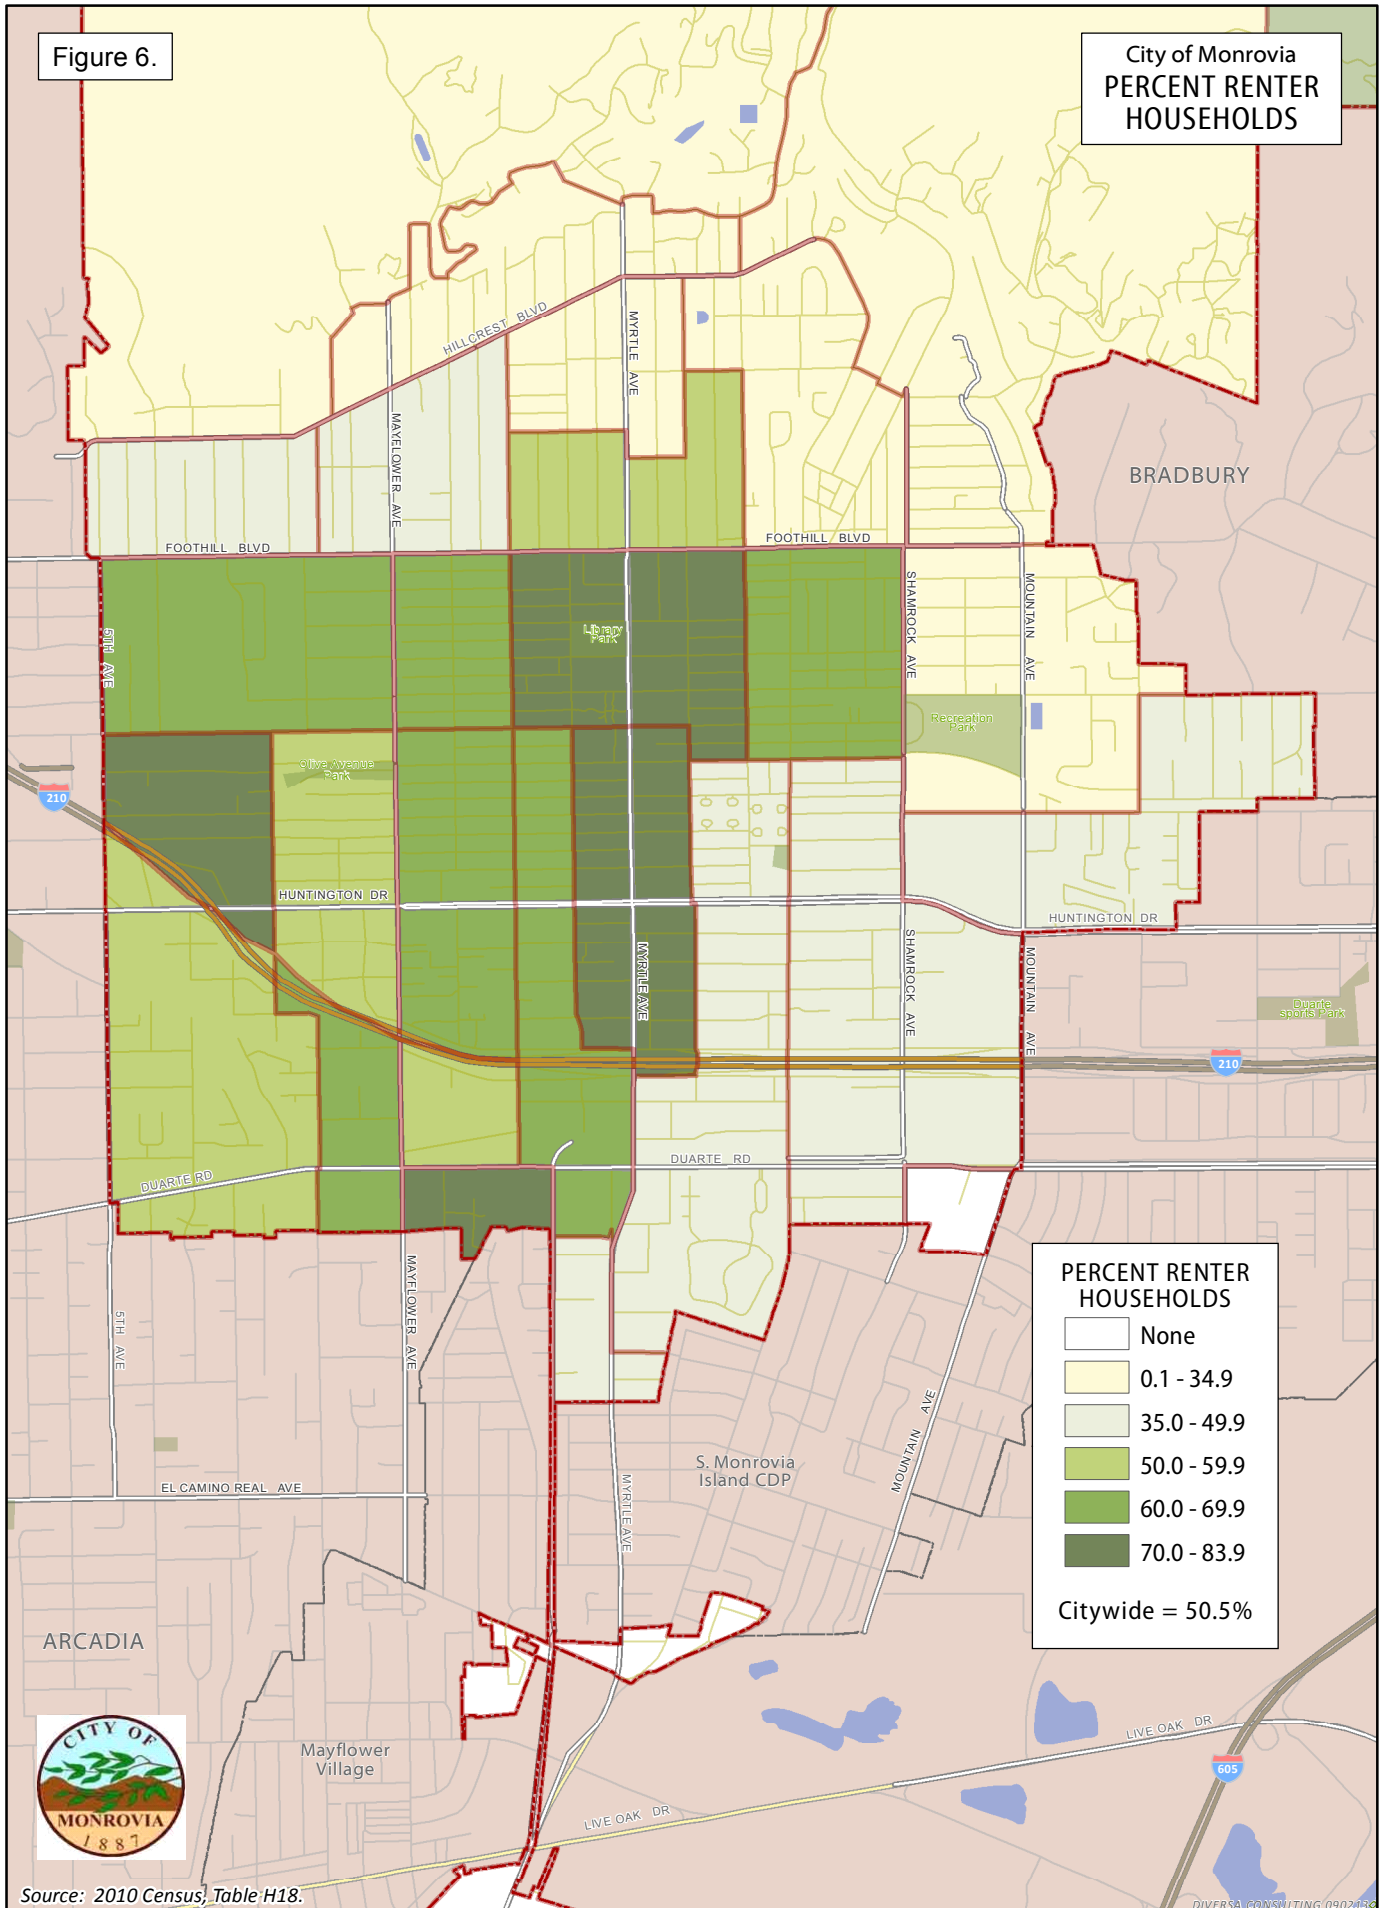 Figure 6.
City of Monrovia
PERCENT RENTER
HOUSEHOLDS
HILLCREST BLVD
MYRTLE AVE
MAYFLOWER AVE
BRADBURY
FOOTHILL BLVD
FOOTHILL BLVD
5TH AVE
Library
Park
SHAMROCK AVE
MOUNTAIN AVE
Recreation
Park
Olive Avenue
Park
210
HUNTINGTON DR
HUNTINGTON DR
MYRTLE AVE
SHAMROCK AVE
MOUNTAIN AVE
Duarte
sports Park
210
DUARTE RD
DUARTE RD
5TH AVE
MAYFLOWER AVE
PERCENT RENTER
HOUSEHOLDS
None
0.1 - 34.9
35.0 - 49.9
50.0 - 59.9
60.0 - 69.9
70.0 - 83.9
Citywide = 50.5%
MOUNTAIN AVE
S. Monrovia
Island CDP
EL CAMINO REAL AVE
MYRTLE AVE
ARCADIA
CITY OF
MONROVIA
1887
Mayflower
Village
LIVE OAK DR
605
LIVE OAK DR
Source: 2010 Census, Table H18.
DIVERSA CONSULTING